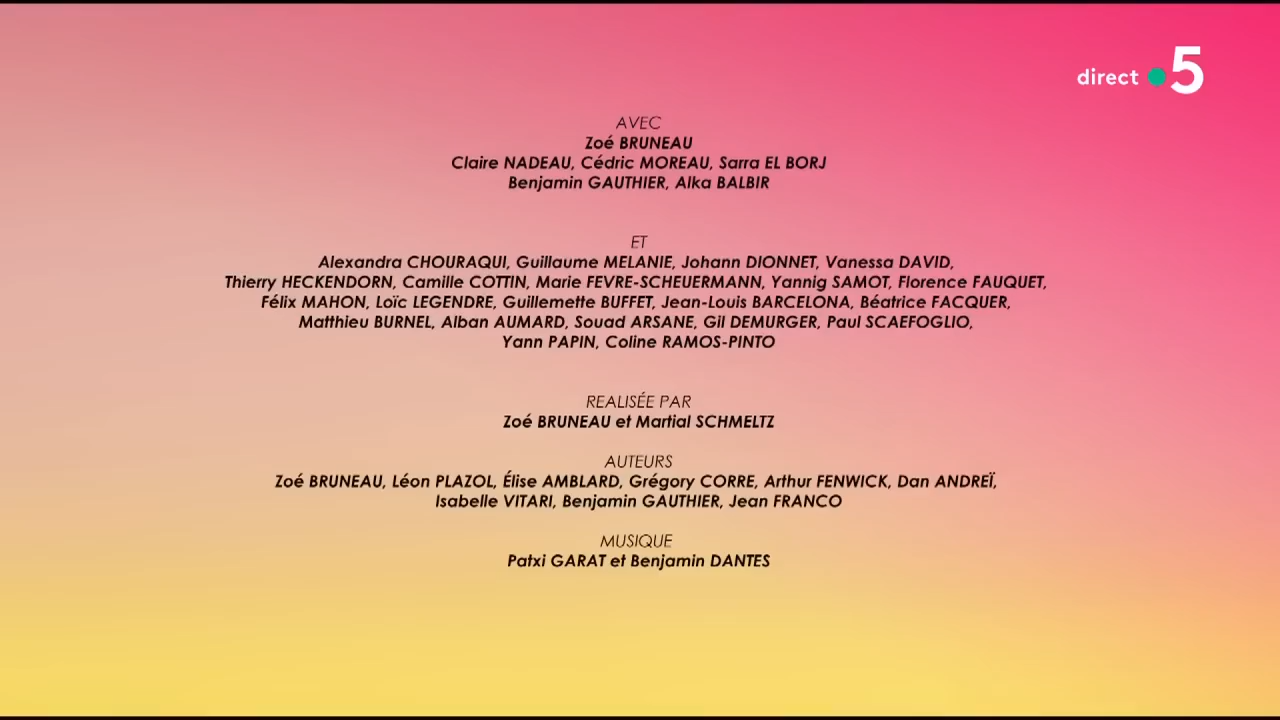 direct 5
AVEC
Zoé BRUNEAU
Claire NADEAU, Cédric MOREAU, Sarra EL BORJ
Benjamin GAUTHIER, Alka BALBIR
ET
Alexandra CHOURAQUI, Guillaume MELANIE, Johann DIONNET, Vanessa DAVID,
Thierry HECKENDORN, Camille COTTIN, Marie FEVRE-SCHEUERMANN, Yannig SAMOT, Florence FAUQUET,
Félix MAHON, Loïc LEGENDRE, Guillemette BUFFET, Jean-Louis BARCELONA, Béatrice FACQUER,
Matthieu BURNEL, Alban AUMARD, Souad ARSANE, Gil DEMURGER, Paul SCAEFOGLIO,
Yann PAPIN, Coline RAMOS-PINTO
REALISÉE PAR
Zoé BRUNEAU et Martial SCHMELTZ
AUTEURS
Zoé BRUNEAU, Léon PLAZOL, Élise AMBLARD, Grégory CORRE, Arthur FENWICK, Dan ANDREÏ,
Isabelle VITARI, Benjamin GAUTHIER, Jean FRANCO
MUSIQUE
Patxi GARAT et Benjamin DANTES